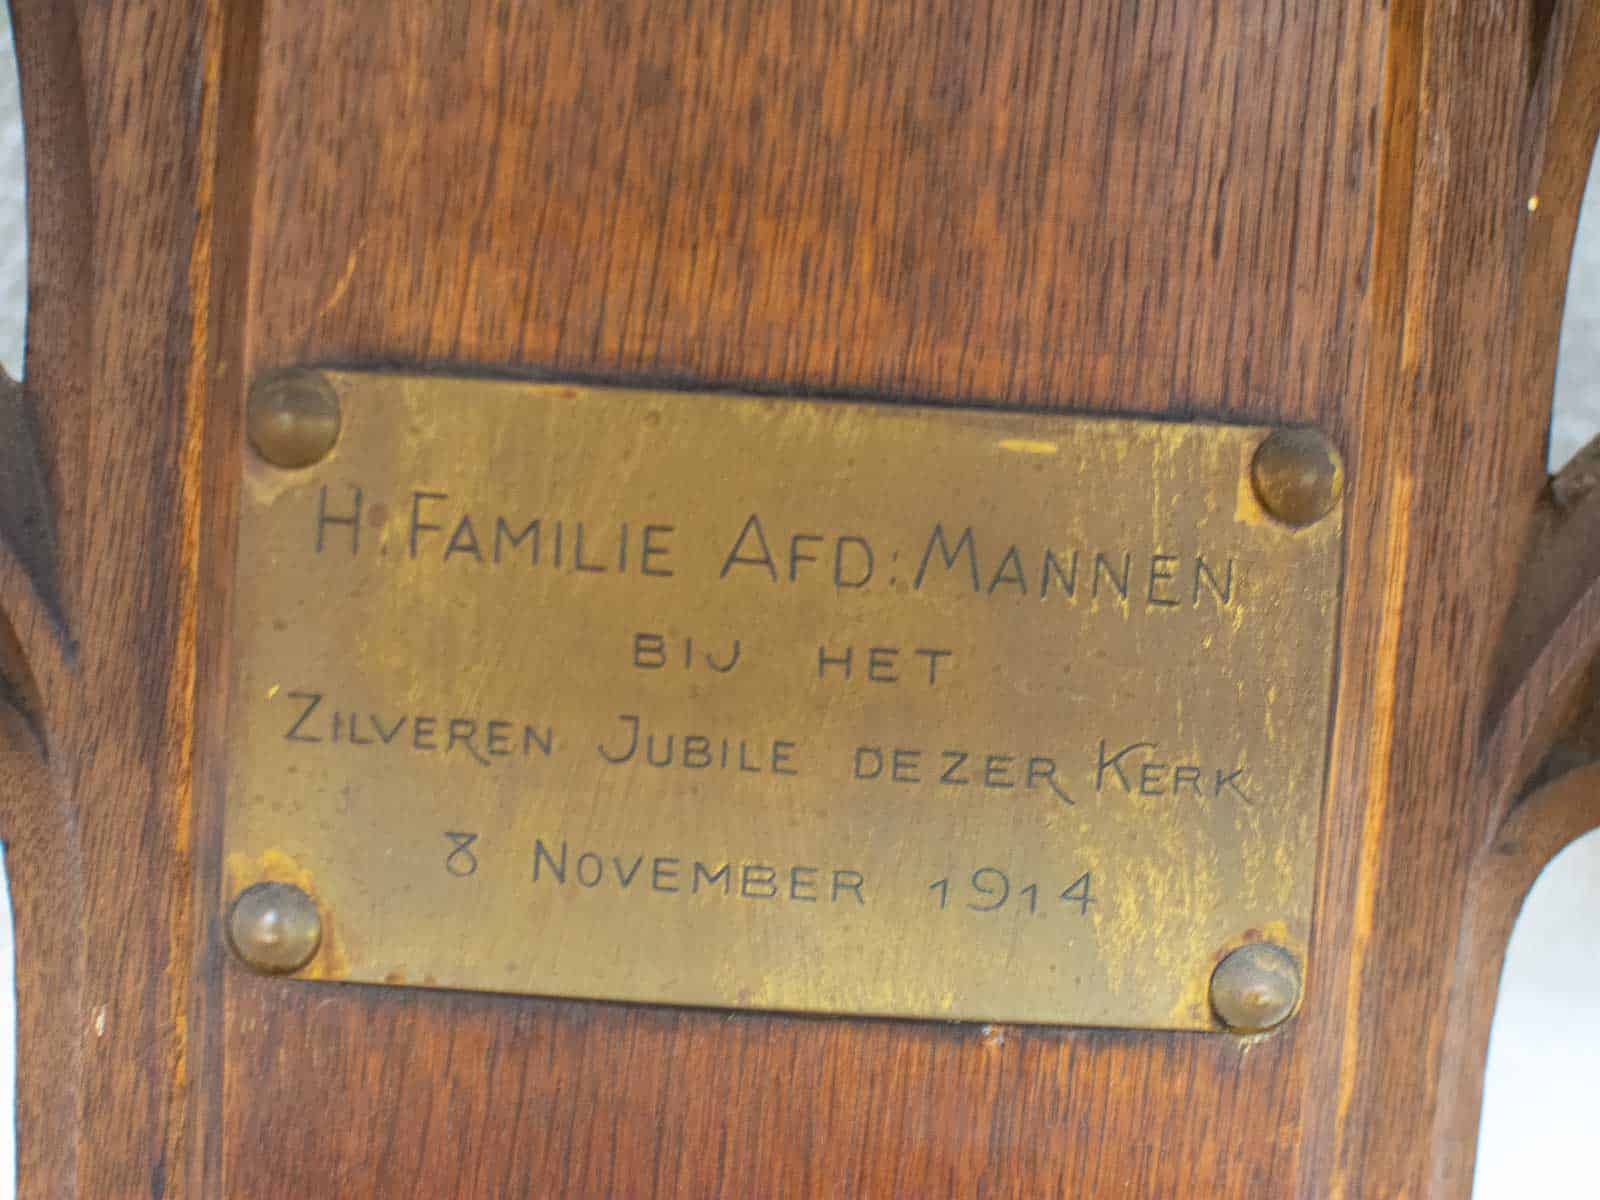 H. FAMILIE AFD: MANNEN
BIJ HET
ZILVEREN JUBILE DEZER KERK
8 NOVEMBER 1914